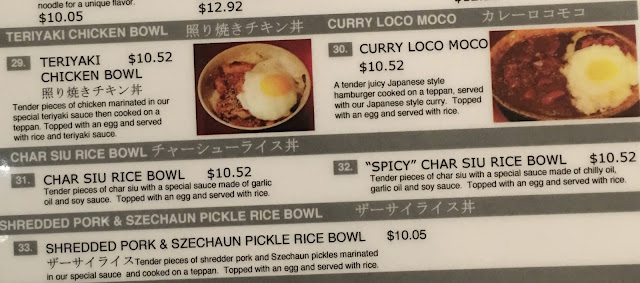 noodle for a unique flavor.
$10.05
$12.92
TERIYAKI CHICKEN BOWL 照り焼きチキン丼
29. TERIYAKI $10.52
CHICKEN BOWL
照り焼きチキン丼
Tender pieces of chicken marinated in our
special teriyaki sauce then cooked on a
teppan. Topped with an egg and served
with rice and teriyaki sauce.
CURRY LOCO MOCO カレーロコモコ
30. CURRY LOCO MOCO
$10.52
A tender juicy Japanese style
hamburger cooked on a teppan, served
with our Japanese style curry. Topped
with an egg and served with rice.
CHAR SIU RICE BOWL チャーシューライス丼
31. CHAR SIU RICE BOWL $10.52
Tender pieces of char siu with a special sauce made of garlic
oil and soy sauce. Topped with an egg and served with rice.
32. “SPICY” CHAR SIU RICE BOWL $10.52
Tender pieces of char siu with a special sauce made of chilly oil,
garlic oil and soy sauce. Topped with an egg and served with rice.
SHREDDED PORK & SZECHAUN PICKLE RICE BOWL ザーサイライス丼
33. SHREDDED PORK & SZECHAUN PICKLE RICE BOWL $10.05
ザーサイライス Tender pieces of shredder pork and Szechaun pickles marinated
in our special sauce and cooked on a teppan. Topped with an egg and served with rice.